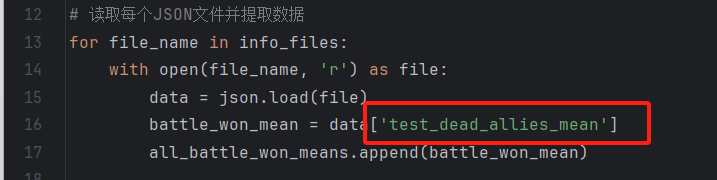 12 # 读取每个JSON文件并提取数据
13 for file_name in info_files:
14 with open(file_name, 'r') as file:
15 data = json.load(file)
16 battle_won_mean = data['test_dead_allies_mean']
17 all_battle_won_means.append(battle_won_mean)
18